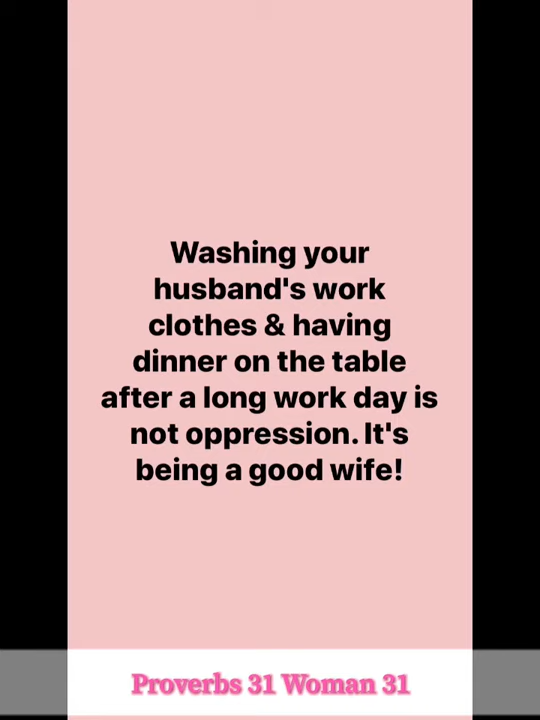 Washing your
husband's work
clothes & having
dinner on the table
after a long work day is
not oppression. It's
being a good wife!
Proverbs 31 Woman 31